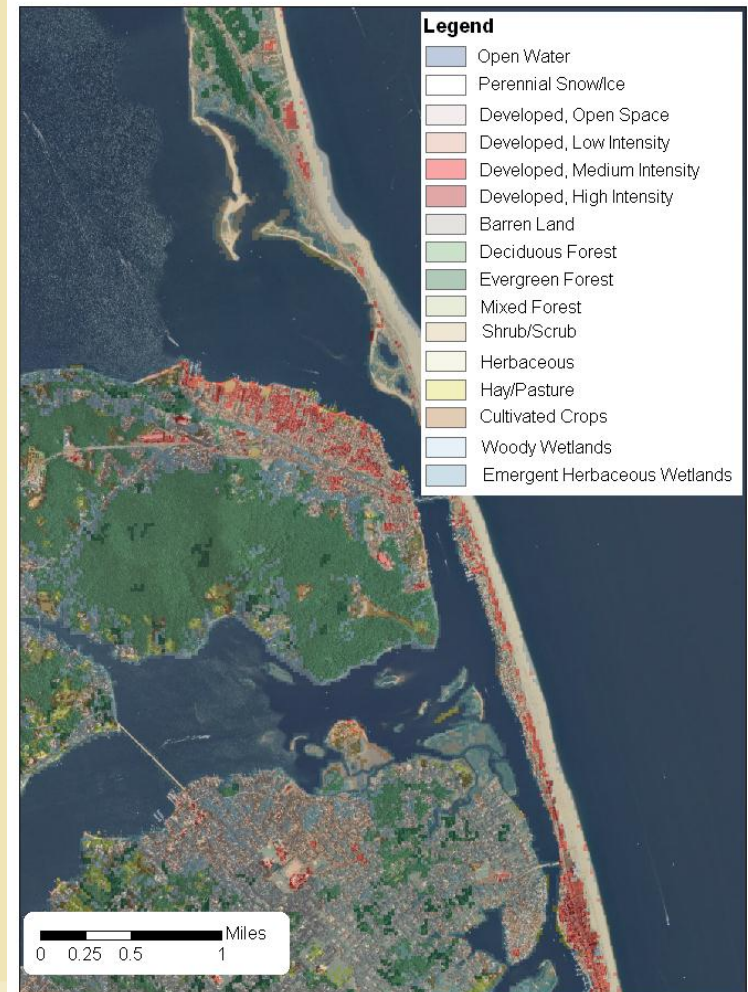 Legend
Open Water
Perennial Snow/Ice
Developed, Open Space
Developed, Low Intensity
Developed, Medium Intensity
Developed, High Intensity
Barren Land
Deciduous Forest
Evergreen Forest
Mixed Forest
Shrub/Scrub
Herbaceous
Hay/Pasture
Cultivated Crops
Woody Wetlands
Emergent Herbaceous Wetlands
Miles
0 0.25 0.5 1